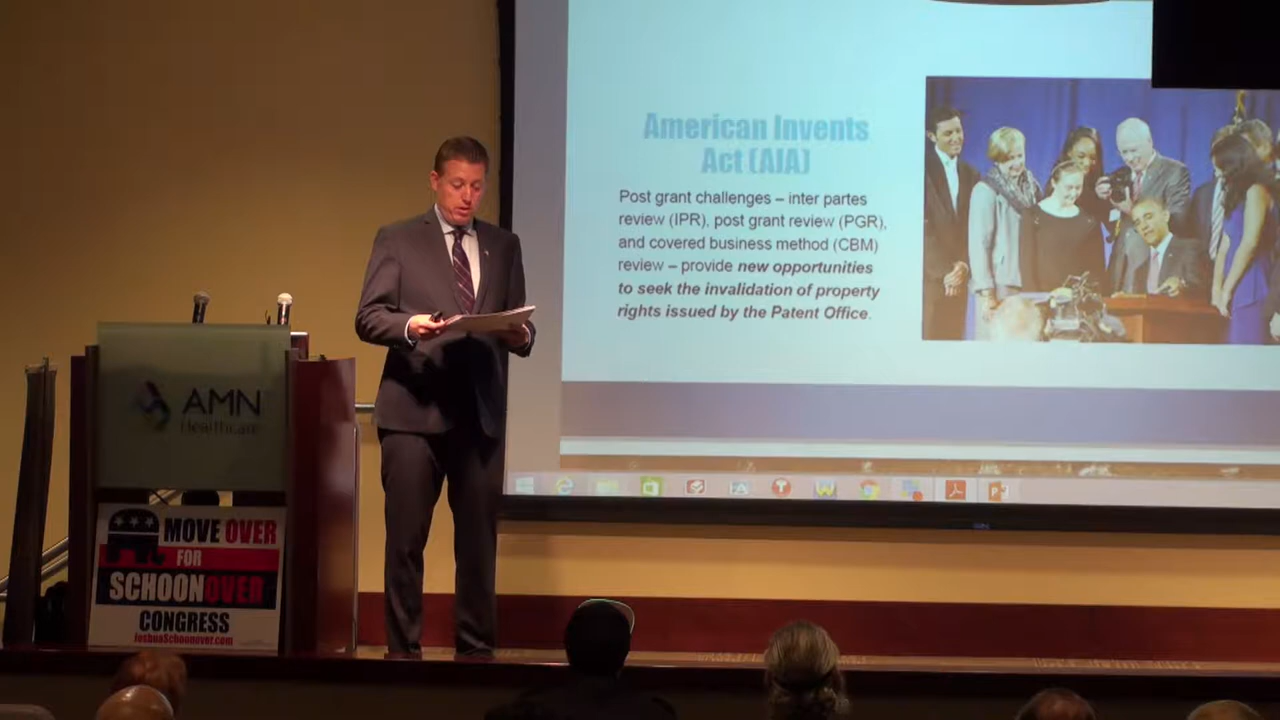 American Invents
Act (AIA)
Post grant challenges – inter partes
review (IPR), post grant review (PGR),
and covered business method (CBM)
review – provide new opportunities
to seek the invalidation of property
rights issued by the Patent Office.
AMN
Healthcare
MOVE OVER
FOR
SCHOONOVER
CONGRESS
JoshuaSchoonover.com